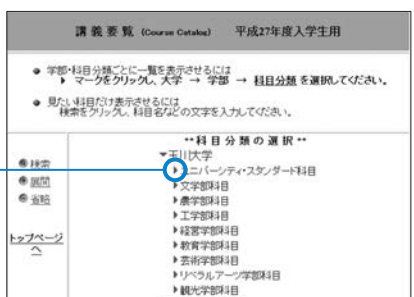 講義要覧 (Course Catalog) 平成27年度入学生用
● 学部・科目分類ごとに一覧を表示させるには
▶ マークをクリックし、大学 → 学部 → 科目分類 を選択してください。
● 見たい科目だけ表示させるには
検索をクリックし、科目名などの文字を入力してください。
**科目分類の選択**
▼玉川大学
● 検索
▶ユニバーシティ・スタンダード科目
● 展開
▶文学部科目
● 省略
▶農学部科目
▶工学部科目
▶経営学部科目
トップページへ
▶教育学部科目
▶芸術学部科目
▶リベラルアーツ学部科目
▶観光学部科目